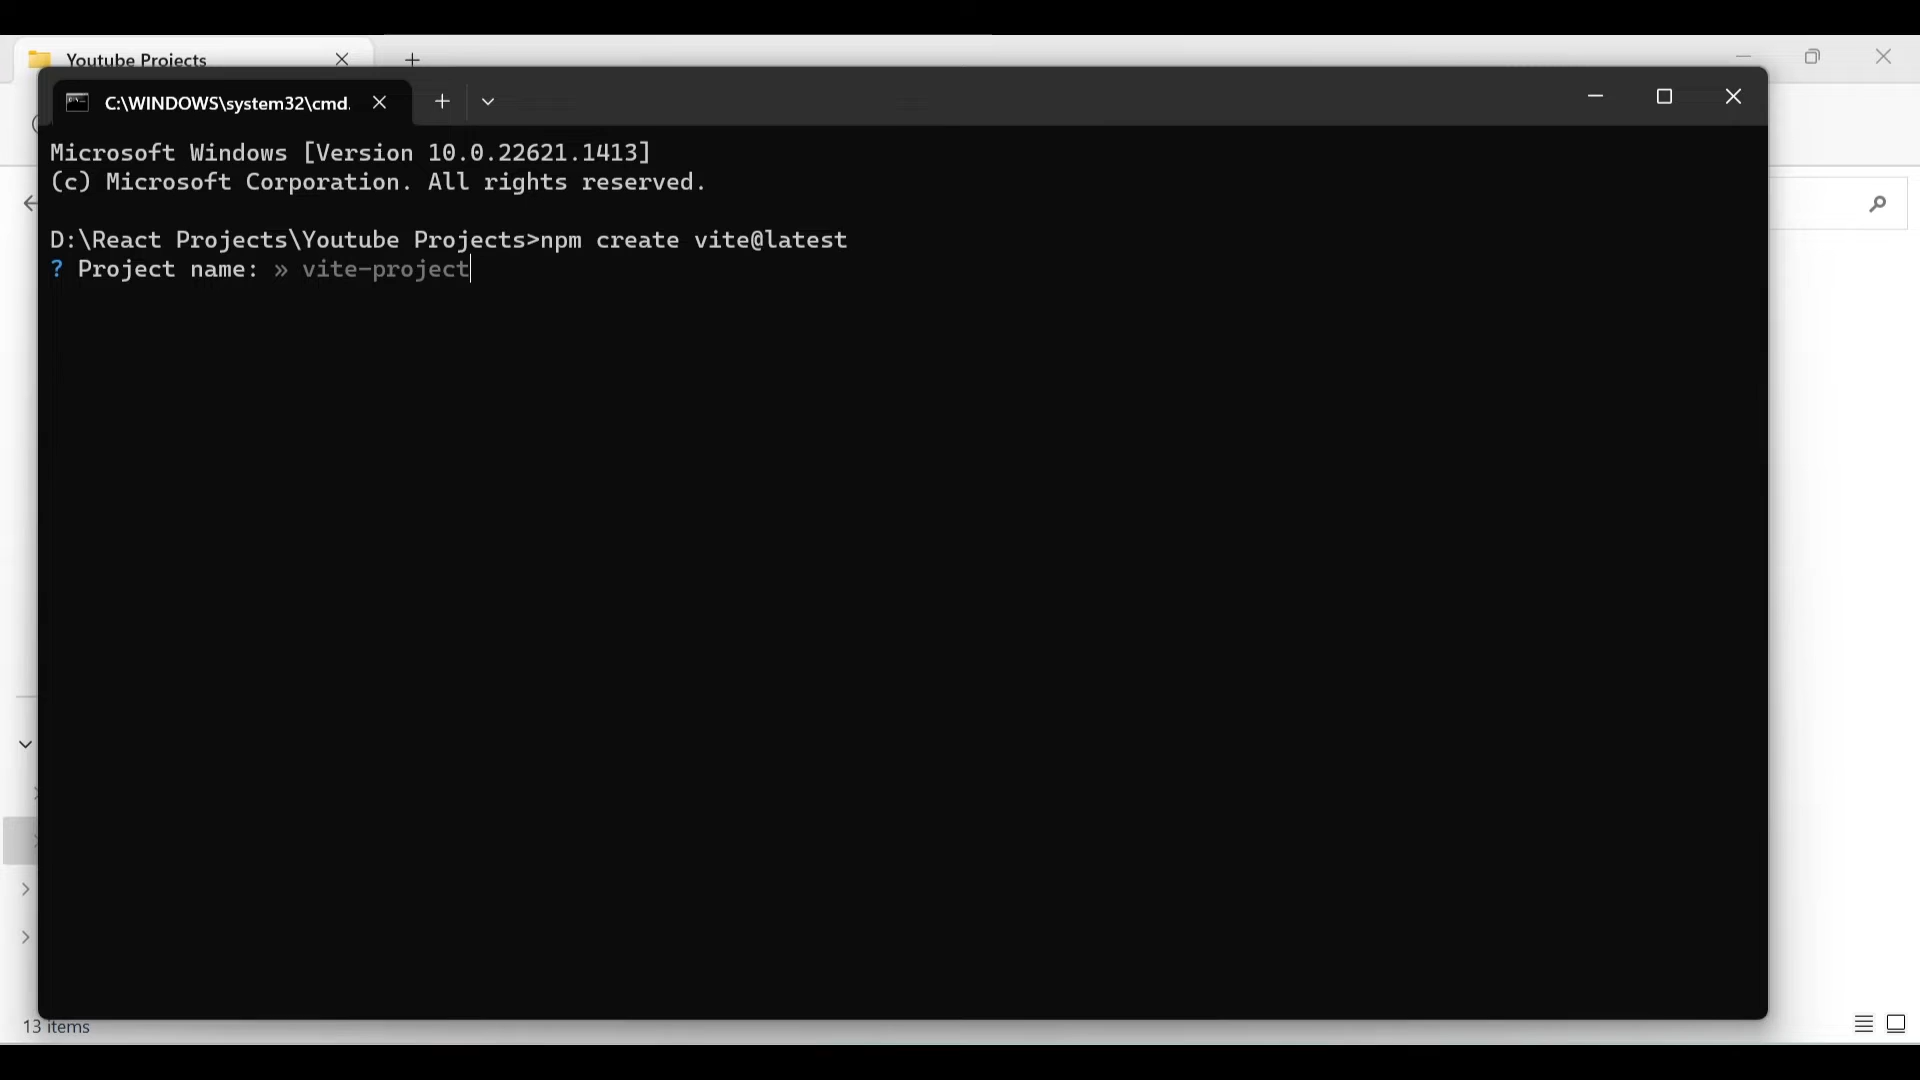 Youtube Projects
C:\WINDOWS\system32\cmd.
Microsoft Windows [Version 10.0.22621.1413]
(c) Microsoft Corporation. All rights reserved.
D:\React Projects\Youtube Projects>npm create vite@latest
? Project name: » vite-project
13 items